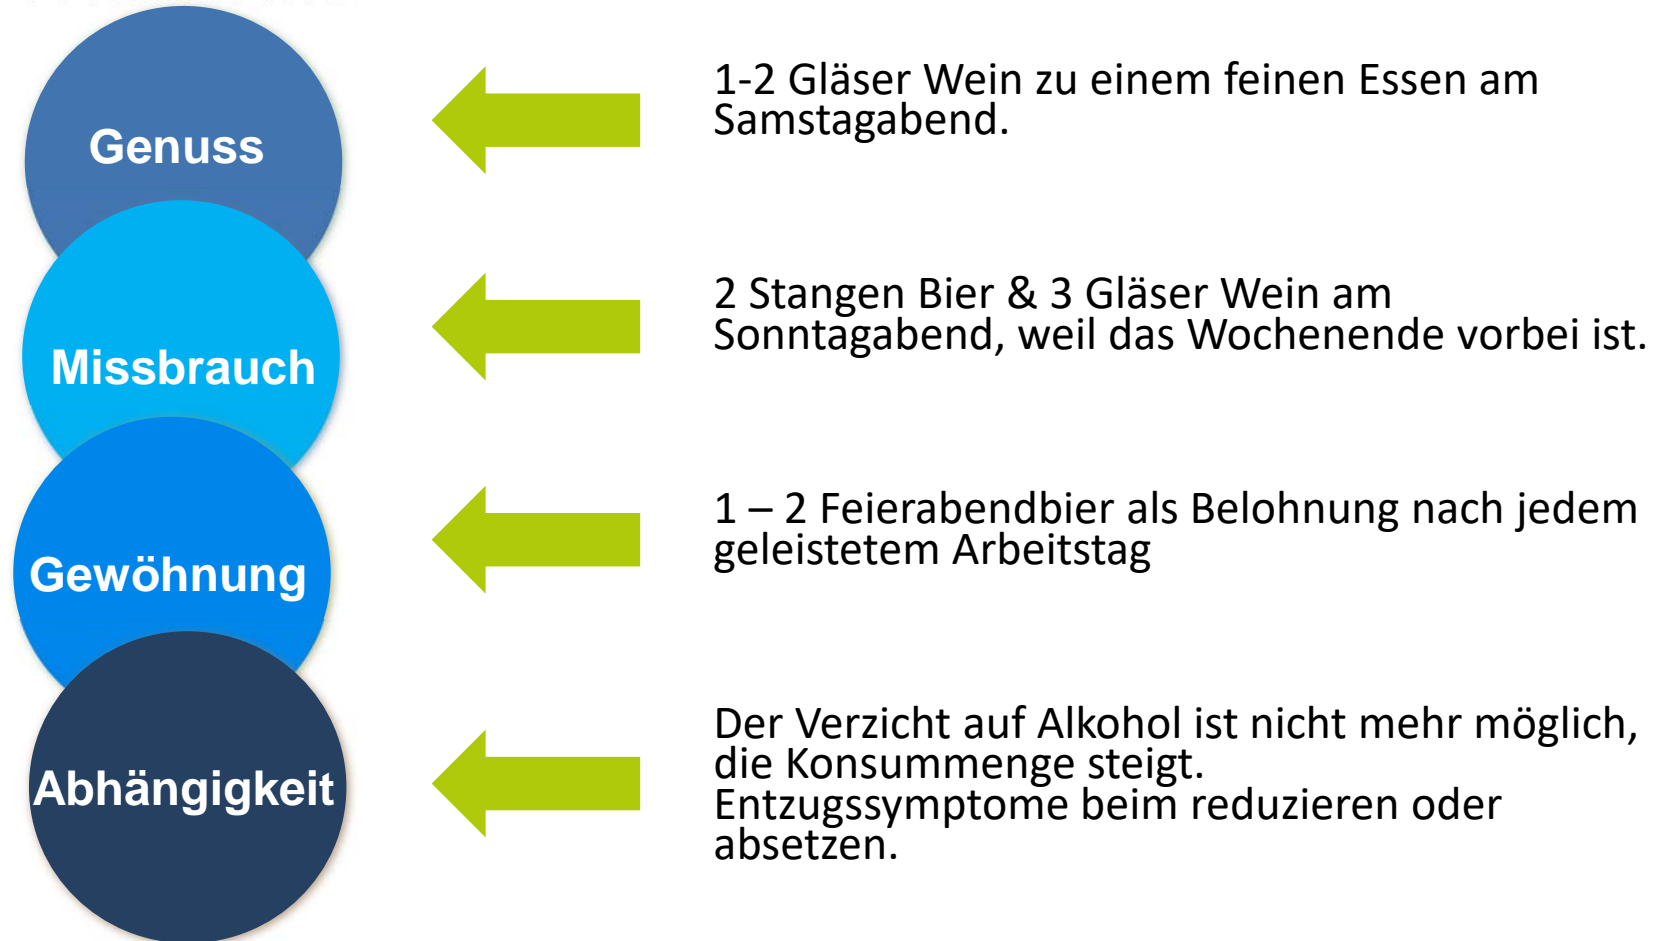 Genuss
1-2 Gläser Wein zu einem feinen Essen am
Samstagabend.
Missbrauch
2 Stangen Bier & 3 Gläser Wein am
Sonntagabend, weil das Wochenende vorbei ist.
Gewöhnung
1 – 2 Feierabendbier als Belohnung nach jedem
geleistetem Arbeitstag
Abhängigkeit
Der Verzicht auf Alkohol ist nicht mehr möglich,
die Konsummenge steigt.
Entzugssymptome beim reduzieren oder
absetzen.